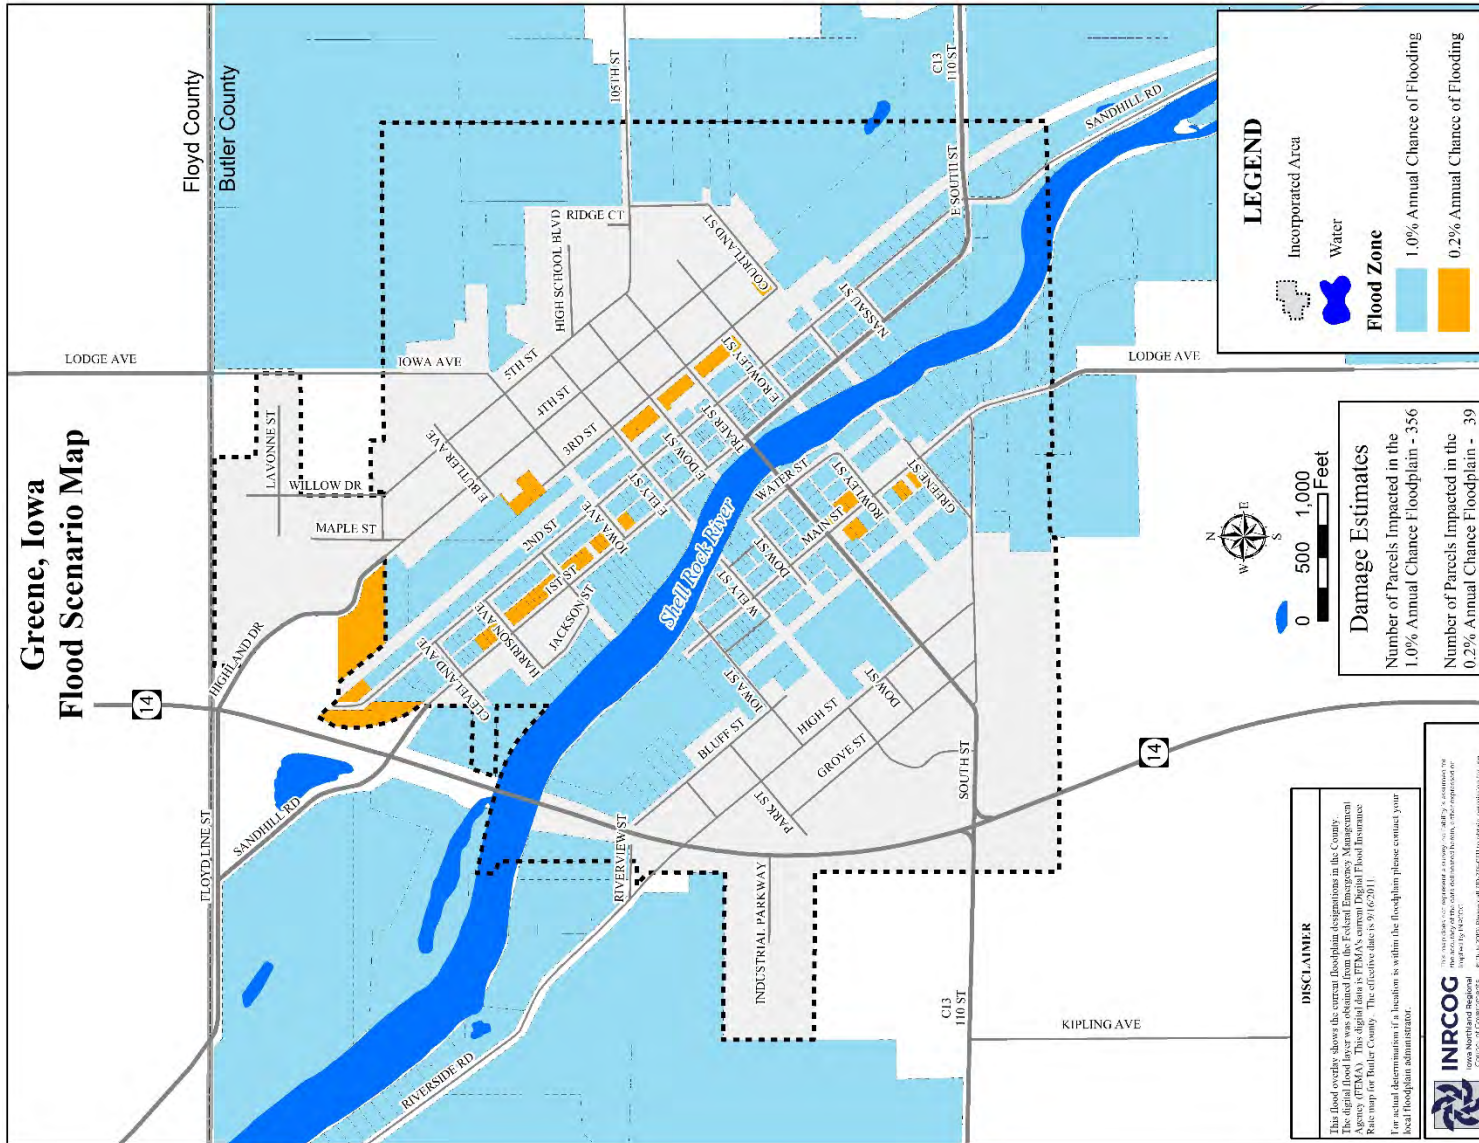 Greene, Iowa
Flood Scenario Map
Floyd County
Butler County
105TH ST
C13
110 ST
SANDHILL RD
LODGE AVE
IOWA AVE
HIGH SCHOOL BLVD
RIDGE CT
COURTLAND ST
E SOUTH ST
NASSAU ST
LAVONNE ST
WILLOW DR
MAPLE ST
E BUTLER AVE
5TH ST
4TH ST
3RD ST
2ND ST
1ST ST
E ROWLEY ST
TRAER ST
E DOW ST
E ELY ST
IOWA AVE
JACKSON ST
HARRISON AVE
CLEVELAND AVE
HIGHLAND DR
14
FLOYD LINE ST
SANDHILL RD
Shell Rock River
WATER ST
ROWLEY ST
GREENE ST
MAIN ST
DOW ST
W ELY ST
IOWA ST
BLUFF ST
HIGH ST
DOW ST
GROVE ST
PARK ST
SOUTH ST
LODGE AVE
RIVERVIEW ST
INDUSTRIAL PARKWAY
RIVERSIDE RD
14
C13
110 ST
KIPLING AVE
LEGEND
Incorporated Area
Water
Flood Zone
1.0% Annual Chance of Flooding
0.2% Annual Chance of Flooding
N
W E
S
0 500 1,000
Feet
Damage Estimates
Number of Parcels Impacted in the
1.0% Annual Chance Floodplain - 356
Number of Parcels Impacted in the
0.2% Annual Chance Floodplain - 39
DISCLAIMER
This flood overlay shows the current floodplain designations in the County.
The digital flood layer was obtained from the Federal Emergency Management
Agency (FEMA). This digital data is FEMA's current Digital Flood Insurance
Rate map for Butler County. The effective date is 9/16/2011.
For actual determination if a location is within the floodplain please contact your
local floodplain administrator.
INRCOG
Iowa Northland Regional
Council of Governments